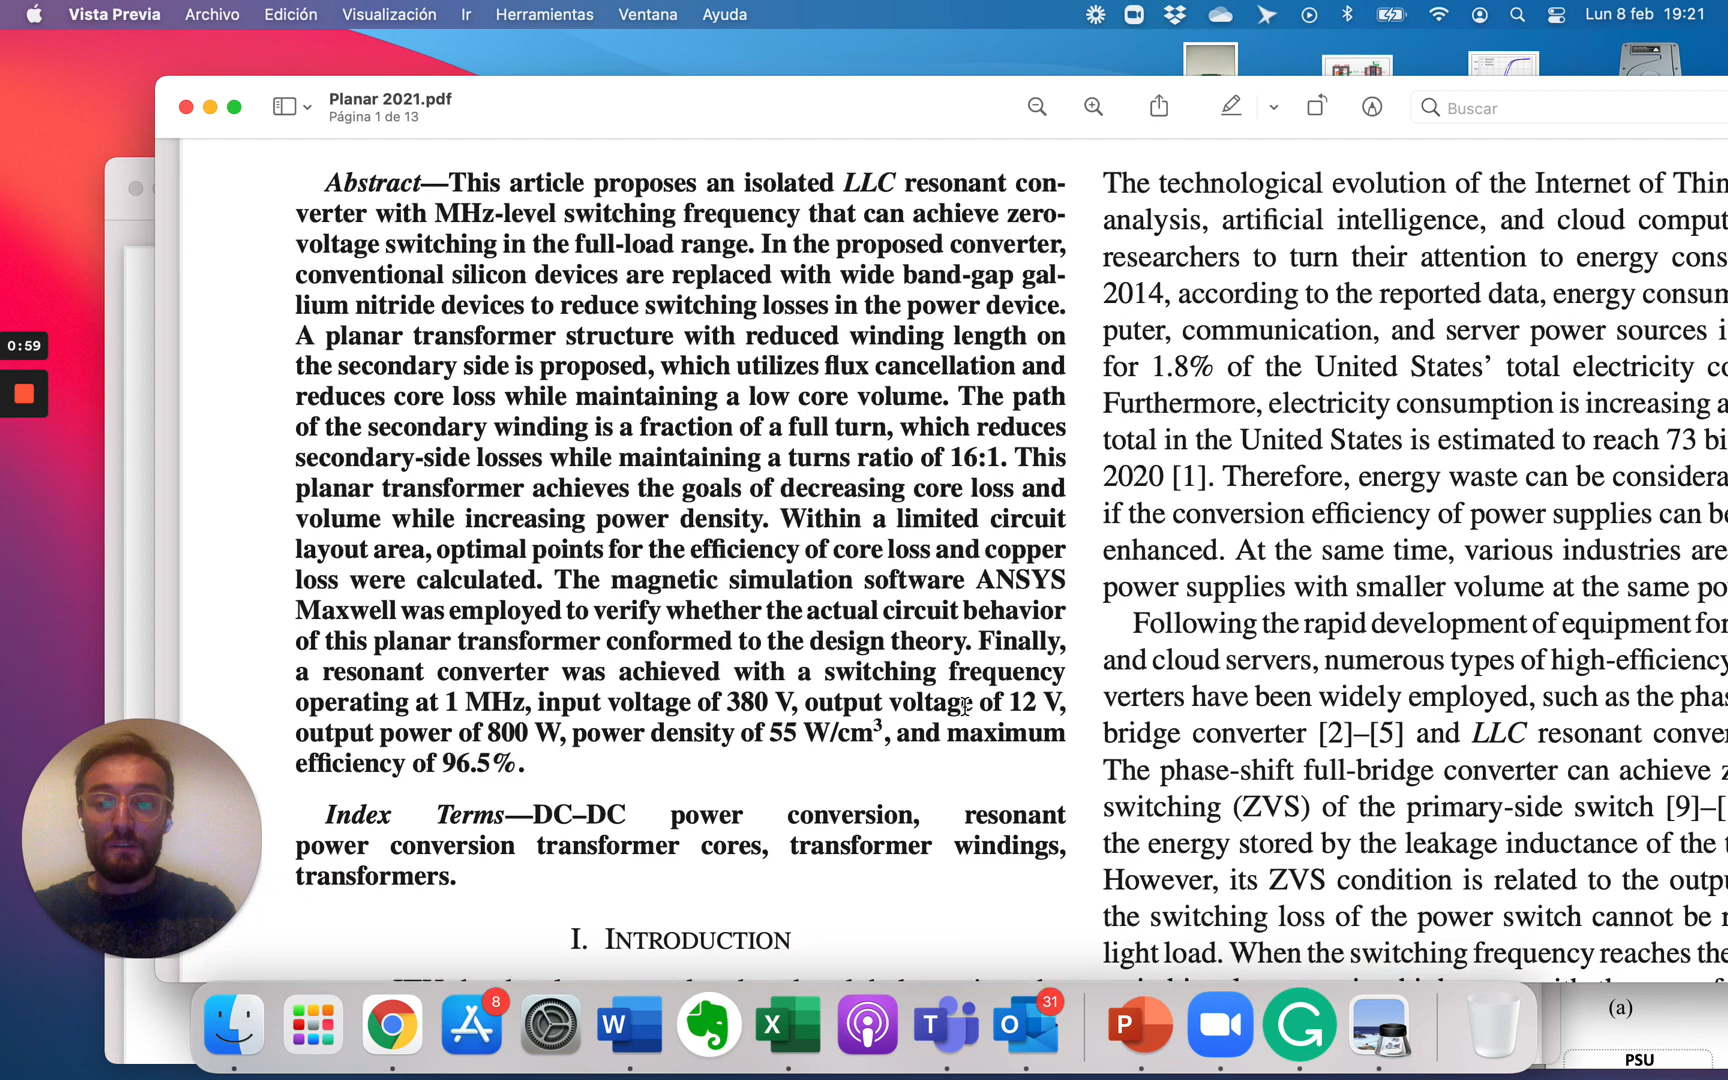 Vista Previa Archivo Edición Visualización Ir Herramientas Ventana Ayuda Lun 8 feb 19:21
Planar 2021.pdf
Página 1 de 13
Buscar
0:59
Abstract—This article proposes an isolated LLC resonant con-
verter with MHz-level switching frequency that can achieve zero-
voltage switching in the full-load range. In the proposed converter,
conventional silicon devices are replaced with wide band-gap gal-
lium nitride devices to reduce switching losses in the power device.
A planar transformer structure with reduced winding length on
the secondary side is proposed, which utilizes flux cancellation and
reduces core loss while maintaining a low core volume. The path
of the secondary winding is a fraction of a full turn, which reduces
secondary-side losses while maintaining a turns ratio of 16:1. This
planar transformer achieves the goals of decreasing core loss and
volume while increasing power density. Within a limited circuit
layout area, optimal points for the efficiency of core loss and copper
loss were calculated. The magnetic simulation software ANSYS
Maxwell was employed to verify whether the actual circuit behavior
of this planar transformer conformed to the design theory. Finally,
a resonant converter was achieved with a switching frequency
operating at 1 MHz, input voltage of 380 V, output voltage of 12 V,
output power of 800 W, power density of 55 W/cm³, and maximum
efficiency of 96.5%.
Index Terms—DC–DC power conversion, resonant
power conversion transformer cores, transformer windings,
transformers.
I. INTRODUCTION
The technological evolution of the Internet of Thin
analysis, artificial intelligence, and cloud comput
researchers to turn their attention to energy cons
2014, according to the reported data, energy consum
puter, communication, and server power sources i
for 1.8% of the United States' total electricity co
Furthermore, electricity consumption is increasing a
total in the United States is estimated to reach 73 bi
2020 [1]. Therefore, energy waste can be considera
if the conversion efficiency of power supplies can be
enhanced. At the same time, various industries are
power supplies with smaller volume at the same po
Following the rapid development of equipment for
and cloud servers, numerous types of high-efficiency
verters have been widely employed, such as the phas
bridge converter [2]–[5] and LLC resonant conver
The phase-shift full-bridge converter can achieve z
switching (ZVS) of the primary-side switch [9]–[
the energy stored by the leakage inductance of the t
However, its ZVS condition is related to the outpu
the switching loss of the power switch cannot be r
light load. When the switching frequency reaches the
(a)
PSU
8
W
X
T
O
31
P